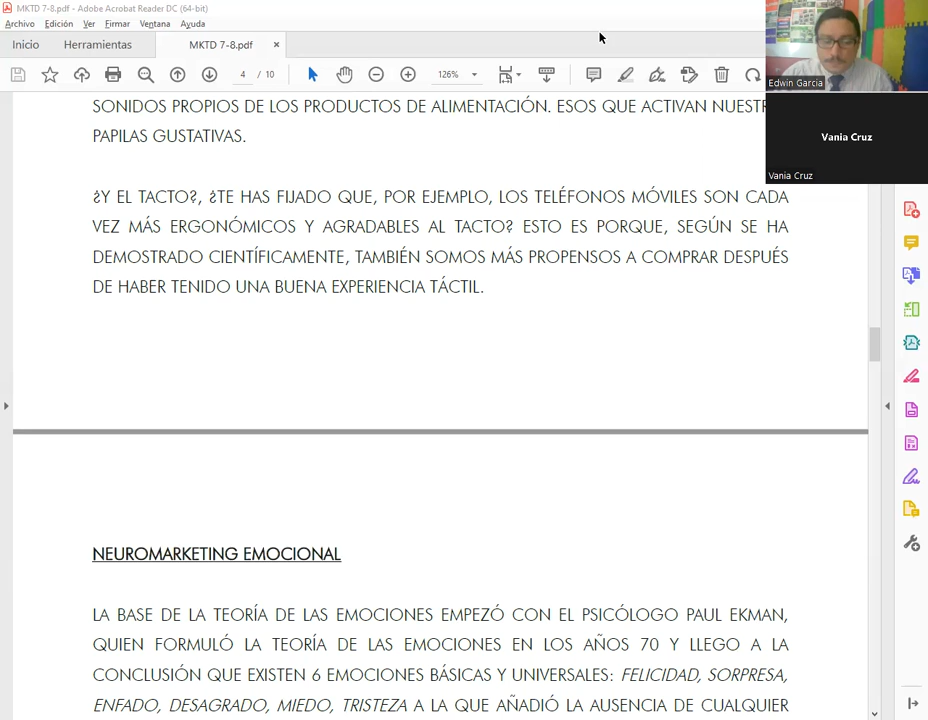 MKTD 7-8.pdf - Adobe Acrobat Reader DC (64-bit)
Archivo Edición Ver Firmar Ventana Ayuda
Inicio Herramientas MKTD 7-8.pdf ×
4 / 10 126%
SONIDOS PROPIOS DE LOS PRODUCTOS DE ALIMENTACIÓN. ESOS QUE ACTIVAN
PAPILAS GUSTATIVAS.
¿Y EL TACTO?, ¿TE HAS FIJADO QUE, POR EJEMPLO, LOS TELÉFONOS MÓVILES SON CADA
VEZ MÁS ERGONÓMICOS Y AGRADABLES AL TACTO? ESTO ES PORQUE, SEGÚN SE HA
DEMOSTRADO CIENTÍFICAMENTE, TAMBIÉN SOMOS MÁS PROPENSOS A COMPRAR DESPUÉS
DE HABER TENIDO UNA BUENA EXPERIENCIA TÁCTIL.
NEUROMARKETING EMOCIONAL
LA BASE DE LA TEORÍA DE LAS EMOCIONES EMPEZÓ CON EL PSICÓLOGO PAUL EKMAN,
QUIEN FORMULÓ LA TEORÍA DE LAS EMOCIONES EN LOS AÑOS 70 Y LLEGO A LA
CONCLUSIÓN QUE EXISTEN 6 EMOCIONES BÁSICAS Y UNIVERSALES: FELICIDAD, SORPRESA,
ENFADO, DESAGRADO, MIEDO, TRISTEZA A LA QUE AÑADIÓ LA AUSENCIA DE CUALQUIER
Edwin Garcia
Vania Cruz
Vania Cruz